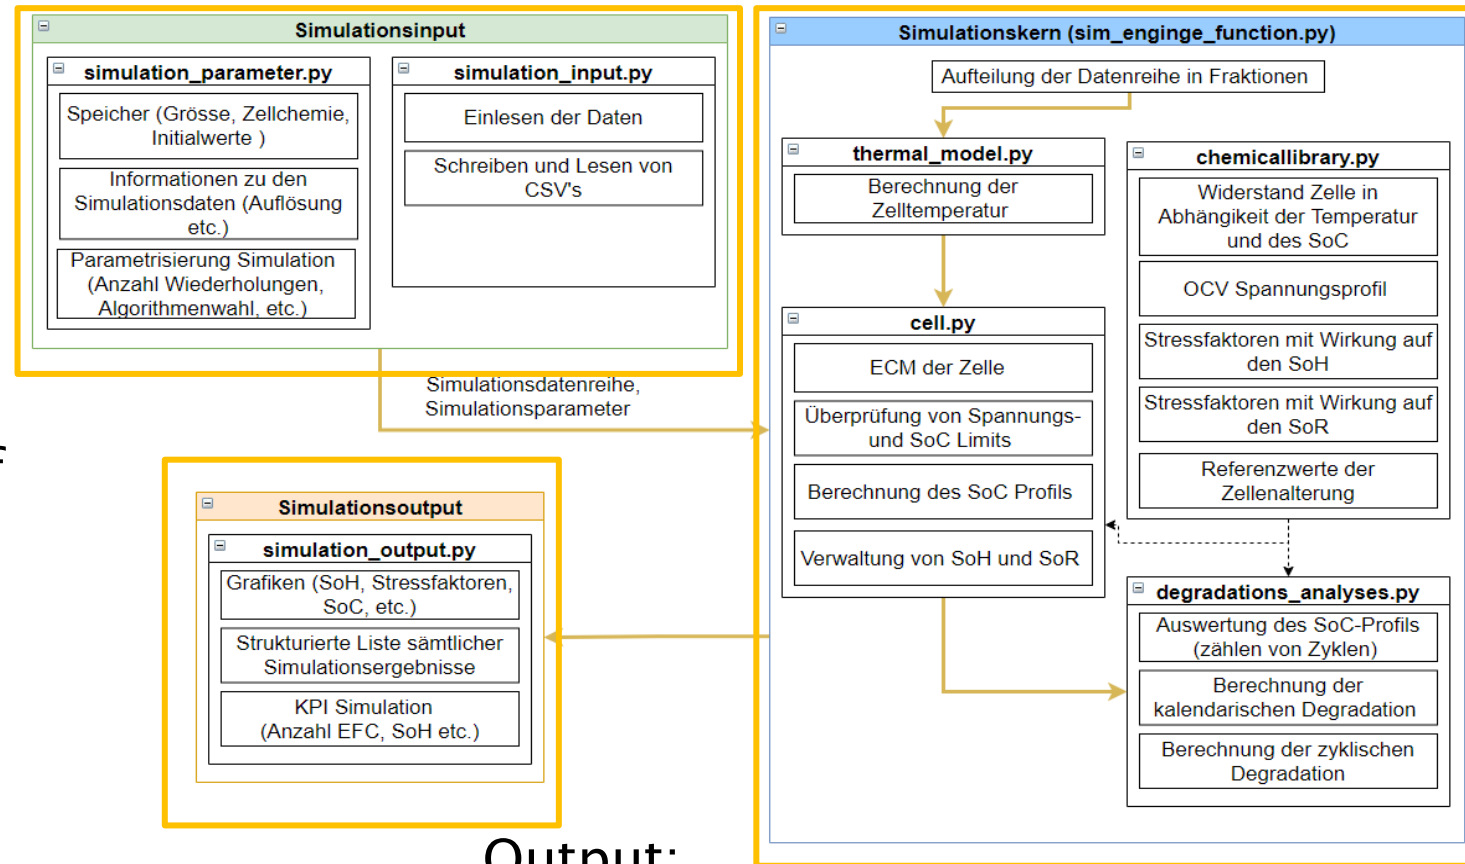 Simulationsinput
simulation_parameter.py
Speicher (Grösse, Zellchemie,
Initialwerte )
Informationen zu den
Simulationsdaten (Auflösung
etc.)
Parametrisierung Simulation
(Anzahl Wiederholungen,
Algorithmenwahl, etc.)
simulation_input.py
Einlesen der Daten
Schreiben und Lesen von
CSV's
Simulationsdatenreihe,
Simulationsparameter
Simulationskern (sim_enginge_function.py)
Aufteilung der Datenreihe in Fraktionen
thermal_model.py
Berechnung der
Zelltemperatur
cell.py
ECM der Zelle
Überprüfung von Spannungs-
und SoC Limits
Berechnung des SoC Profils
Verwaltung von SoH und SoR
chemicallibrary.py
Widerstand Zelle in
Abhängikeit der Temperatur
und des SoC
OCV Spannungsprofil
Stressfaktoren mit Wirkung auf
den SoH
Stressfaktoren mit Wirkung auf
den SoR
Referenzwerte der
Zellenalterung
degradations_analyses.py
Auswertung des SoC-Profils
(zählen von Zyklen)
Berechnung der
kalendarischen Degradation
Berechnung der zyklischen
Degradation
Simulationsoutput
simulation_output.py
Grafiken (SoH, Stressfaktoren,
SoC, etc.)
Strukturierte Liste sämtlicher
Simulationsergebnisse
KPI Simulation
(Anzahl EFC, SoH etc.)
Output: